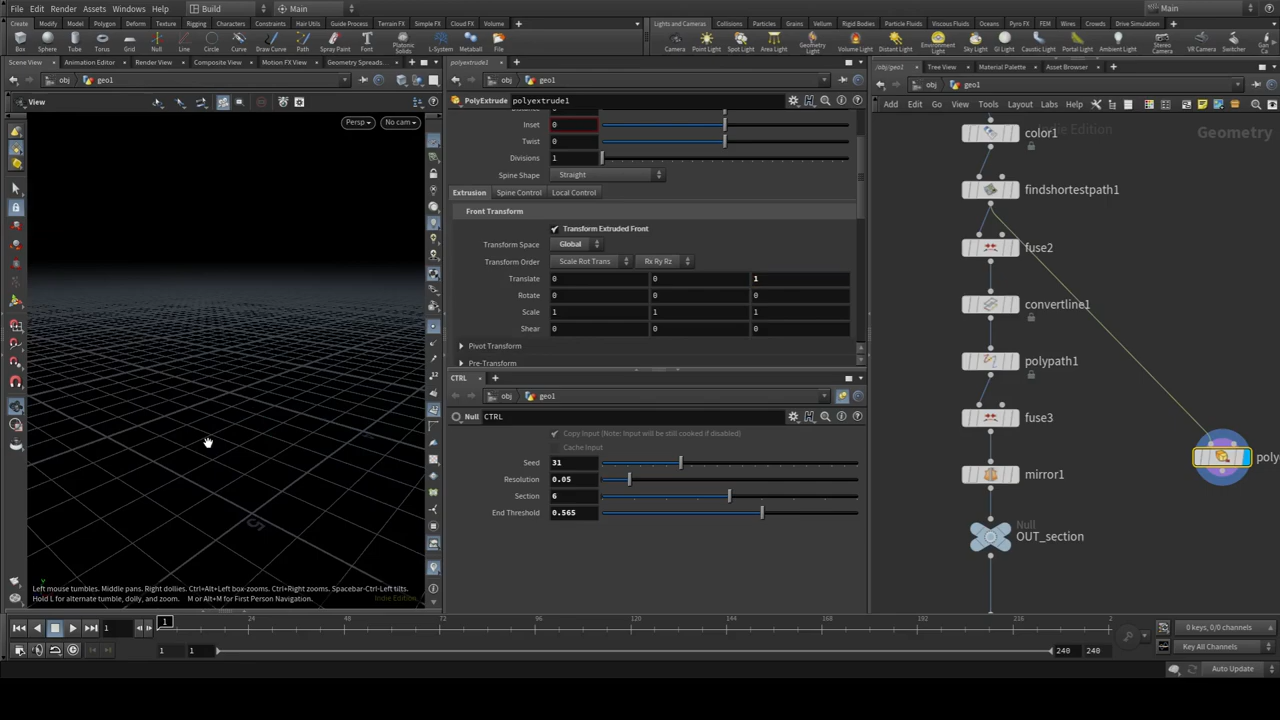 File Edit Render Assets Windows Help Build Main Main
Create Modify Model Polygon Deform Texture Rigging Characters Constraints Hair Utils Guide Process Terrain FX Simple FX Cloud FX Volume
Lights and Cameras Collisions Particles Grains Vellum Rigid Bodies Particle Fluids Viscous Fluids Oceans Pyro FX FEM Wires Crowds Drive Simulation
Box Sphere Tube Torus Grid Null Line Circle Curve Draw Curve Path Spray Paint Font Platonic Solids L-System Metaball File
Camera Point Light Spot Light Area Light Geometry Light Volume Light Distant Light Environment Light Sky Light GI Light Caustic Light Portal Light Ambient Light Stereo Camera VR Camera Switcher
Scene View Animation Editor Render View Composite View Motion FX View Geometry Spreads...
obj geo1
View
Persp No cam
Left mouse tumbles. Middle pans. Right dollies. Ctrl+Alt+Left box-zooms. Ctrl+Right zooms. Spacebar-Ctrl-Left tilts.
Hold L for alternate tumble, dolly, and zoom. M or Alt+M for First Person Navigation.
Indie Edition
polyextrude1
obj geo1
PolyExtrude polyextrude1
Inset 0
Twist 0
Divisions 1
Spine Shape Straight
Extrusion Spine Control Local Control
Front Transform
Transform Extruded Front
Transform Space Global
Transform Order Scale Rot Trans Rx Ry Rz
Translate 0 0 1
Rotate 0 0 0
Scale 1 1 1
Shear 0 0 0
Pivot Transform
Pre-Transform
CTRL
obj geo1
Null CTRL
Copy Input (Note: Input will be still cooked if disabled)
Cache Input
Seed 31
Resolution 0.05
Section 6
End Threshold 0.565
/obj/geo1 Tree View Material Palette Asset Browser
obj geo1
Add Edit Go View Tools Layout Labs Help
Indie Edition
Geometry
color1
findshortestpath1
fuse2
convertline1
polypath1
fuse3
mirror1
Null
OUT_section
poly
1 1 24 48 72 96 120 144 168 192 216 2
1 1 240 240
0 keys, 0/0 channels
Key All Channels
Auto Update